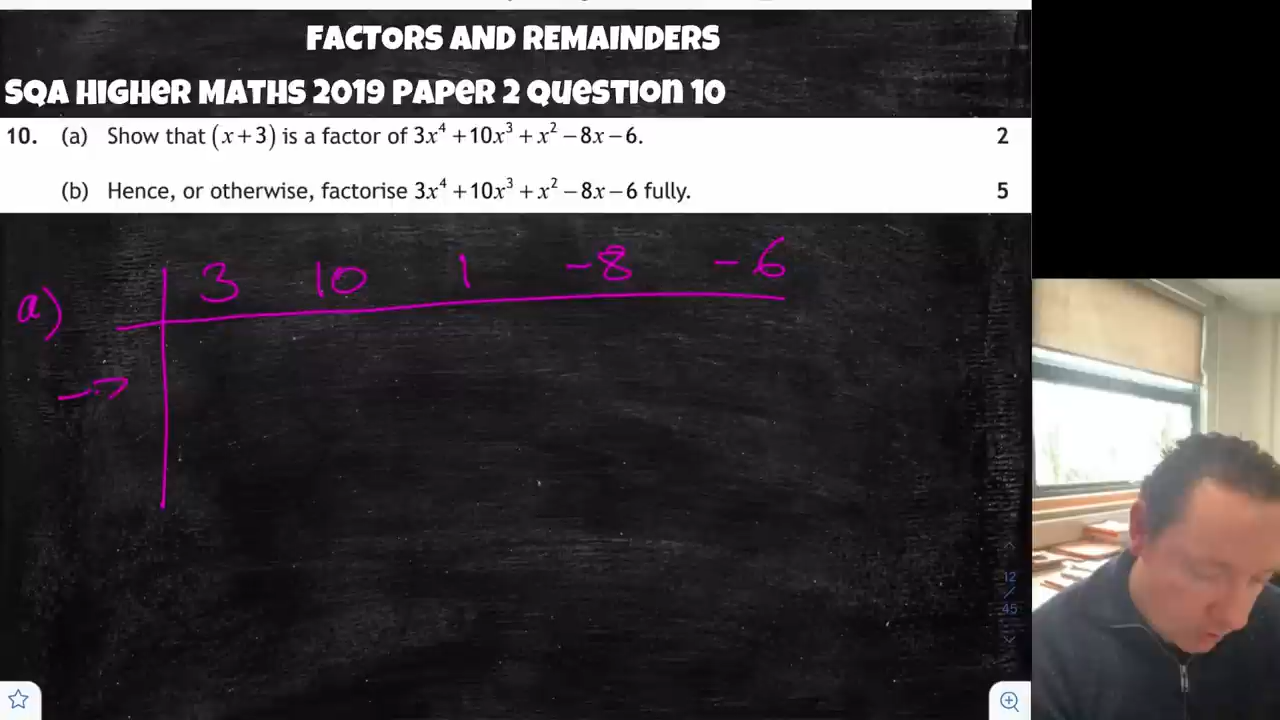 FACTORS AND REMAINDERS
SQA HIGHER MATHS 2019 PAPER 2 QUESTION 10
10. (a) Show that (x+3) is a factor of 3x⁴+10x³+x²−8x−6. 2
(b) Hence, or otherwise, factorise 3x⁴+10x³+x²−8x−6 fully. 5
a) 3 10 1 -8 -6
12
/
45